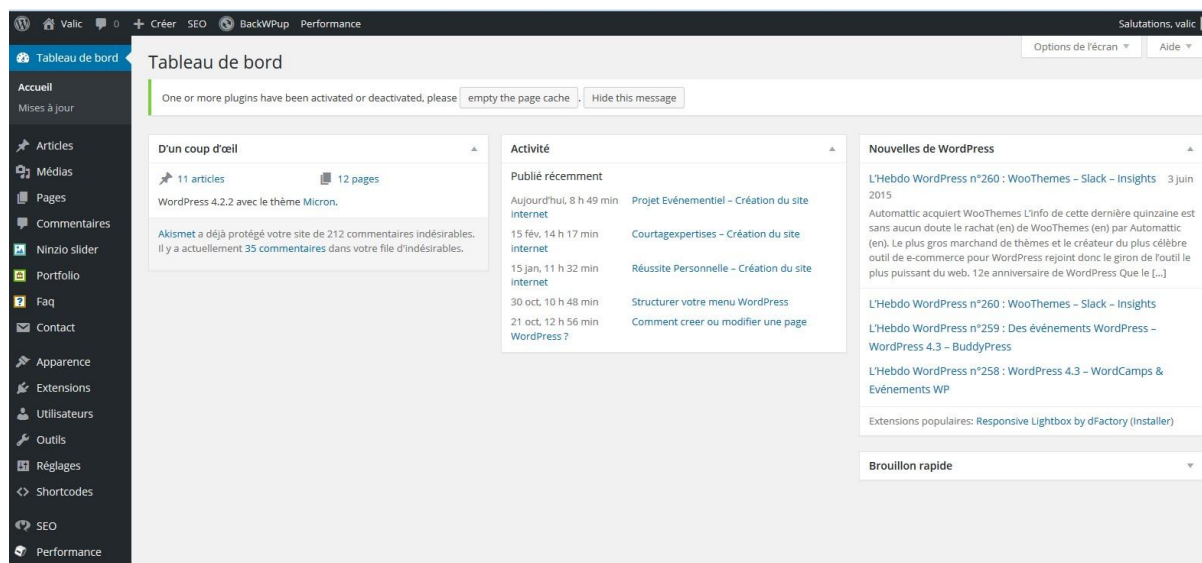 Valic 0 Créer SEO BackWPup Performance Salutations, valic
Tableau de bord
Accueil
Mises à jour
Articles
Médias
Pages
Commentaires
Ninzio slider
Portfolio
Faq
Contact
Apparence
Extensions
Utilisateurs
Outils
Réglages
Shortcodes
SEO
Performance
Options de l'écran Aide
Tableau de bord
One or more plugins have been activated or deactivated, please empty the page cache . Hide this message
D'un coup d'œil
11 articles 12 pages
WordPress 4.2.2 avec le thème Micron.
Akismet a déjà protégé votre site de 212 commentaires indésirables.
Il y a actuellement 35 commentaires dans votre file d'indésirables.
Activité
Publié récemment
Aujourd'hui, 8 h 49 min Projet Evénementiel – Création du site
internet
15 fév, 14 h 17 min Courtagexpertises – Création du site
internet
15 jan, 11 h 32 min Réussite Personnelle – Création du site
internet
30 oct, 10 h 48 min Structurer votre menu WordPress
21 oct, 12 h 56 min Comment creer ou modifier une page
WordPress ?
Nouvelles de WordPress
L'Hebdo WordPress n°260 : WooThemes – Slack – Insights 3 juin
2015
Automattic acquiert WooThemes L'info de cette dernière quinzaine est
sans aucun doute le rachat (en) de WooThemes (en) par Automattic
(en). Le plus gros marchand de thèmes et le créateur du plus célèbre
outil de e-commerce pour WordPress rejoint donc le giron de l'outil le
plus puissant du web. 12e anniversaire de WordPress Que le [...]
L'Hebdo WordPress n°260 : WooThemes – Slack – Insights
L'Hebdo WordPress n°259 : Des événements WordPress –
WordPress 4.3 – BuddyPress
L'Hebdo WordPress n°258 : WordPress 4.3 – WordCamps &
Evénements WP
Extensions populaires: Responsive Lightbox by dFactory (Installer)
Brouillon rapide